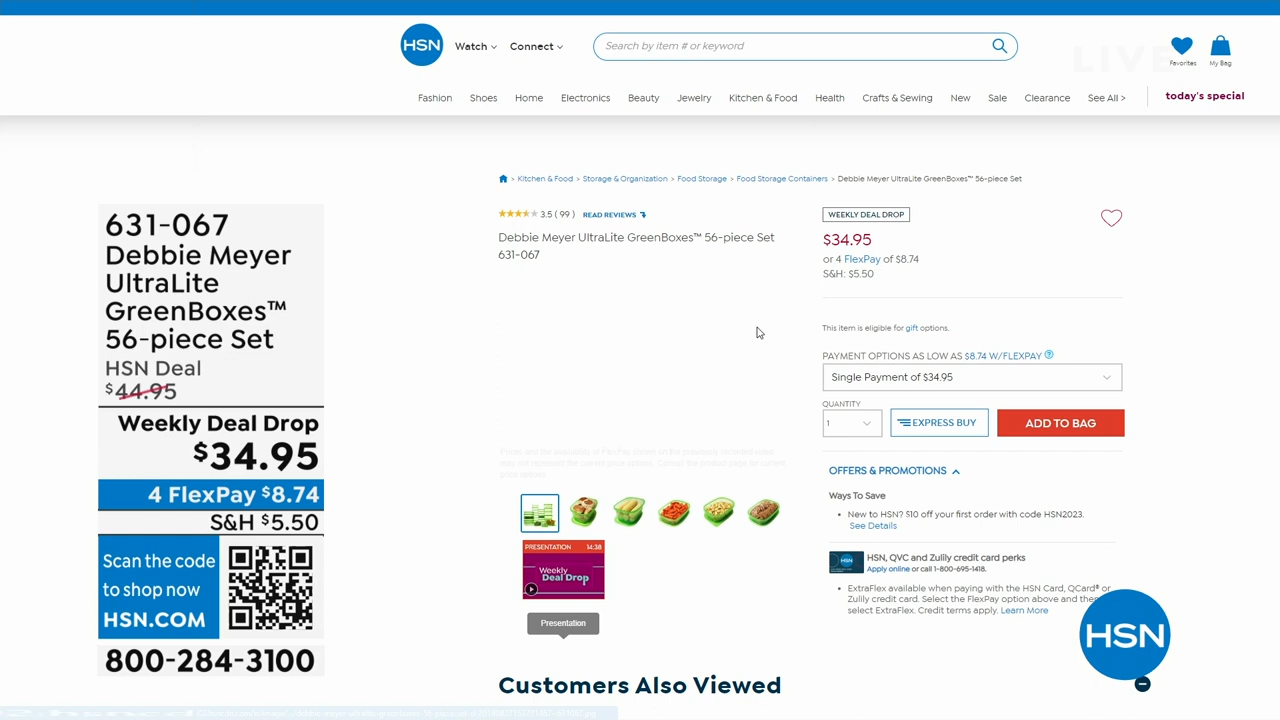 HSN
Watch
Connect
Search by item # or keyword
LIVE
Favorites
My Bag
Fashion
Shoes
Home
Electronics
Beauty
Jewelry
Kitchen & Food
Health
Crafts & Sewing
New
Sale
Clearance
See All >
today's special
> Kitchen & Food > Storage & Organization > Food Storage > Food Storage Containers > Debbie Meyer UltraLite GreenBoxes™ 56-piece Set
631-067
Debbie Meyer
UltraLite
GreenBoxes™
56-piece Set
HSN Deal
$44.95
Weekly Deal Drop
$34.95
4 FlexPay $8.74
S&H $5.50
Scan the code
to shop now
HSN.COM
800-284-3100
3.5 ( 99 )
READ REVIEWS
Debbie Meyer UltraLite GreenBoxes™ 56-piece Set
631-067
PRESENTATION 14:38
Weekly
Deal Drop
Presentation
WEEKLY DEAL DROP
$34.95
or 4 FlexPay of $8.74
S&H: $5.50
This item is eligible for gift options.
PAYMENT OPTIONS AS LOW AS $8.74 W/FLEXPAY ?
Single Payment of $34.95
QUANTITY
1
EXPRESS BUY
ADD TO BAG
OFFERS & PROMOTIONS
Ways To Save
• New to HSN? $10 off your first order with code HSN2023.
See Details
HSN, QVC and Zulily credit card perks
Apply online or call 1-800-695-1418.
• ExtraFlex available when paying with the HSN Card, QCard® or
Zulily credit card. Select the FlexPay option above and then
select ExtraFlex. Credit terms apply. Learn More
HSN
Customers Also Viewed